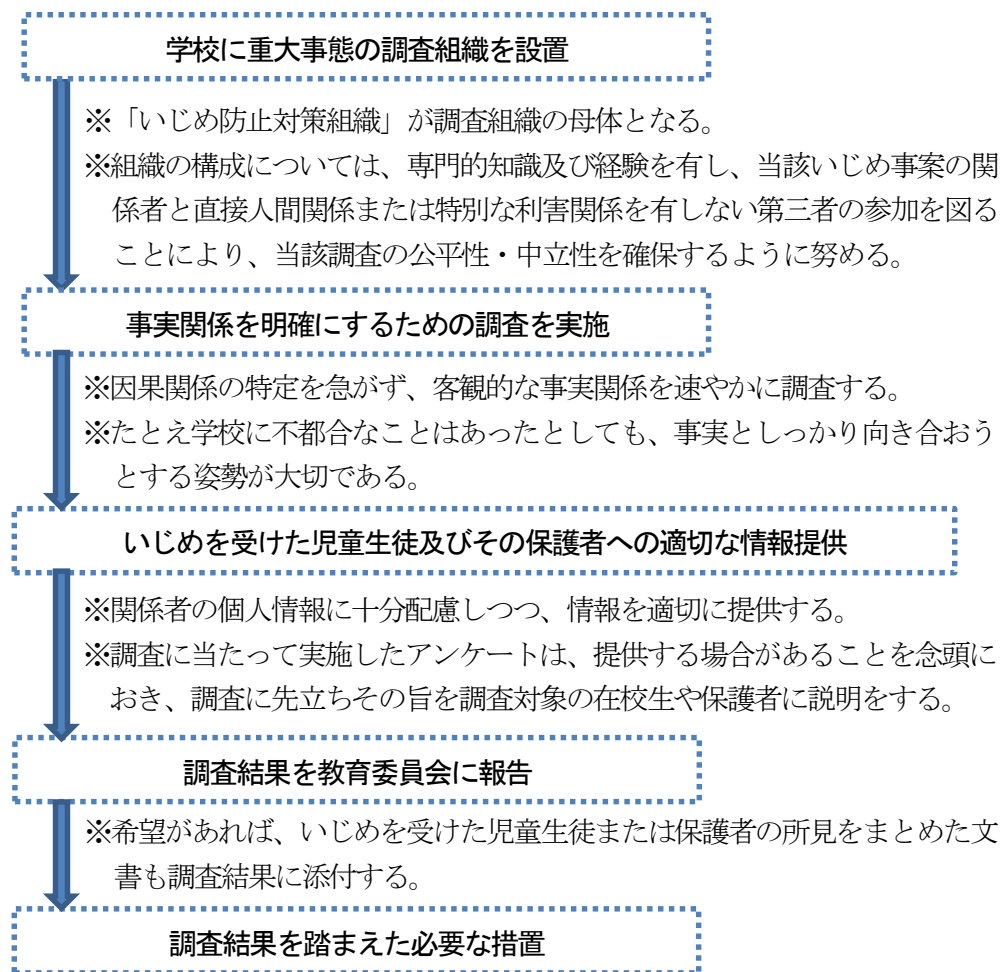 学校に重大事態の調査組織を設置
※「いじめ防止対策組織」が調査組織の母体となる。
※組織の構成については、専門的知識及び経験を有し、当該いじめ事案の関
係者と直接人間関係または特別な利害関係を有しない第三者の参加を図る
ことにより、当該調査の公平性・中立性を確保するように努める。
事実関係を明確にするための調査を実施
※因果関係の特定を急がず、客観的な事実関係を速やかに調査する。
※たとえ学校に不都合なことはあったとしても、事実としっかり向き合おう
とする姿勢が大切である。
いじめを受けた児童生徒及びその保護者への適切な情報提供
※関係者の個人情報に十分配慮しつつ、情報を適切に提供する。
※調査に当たって実施したアンケートは、提供する場合があることを念頭に
おき、調査に先立ちその旨を調査対象の在校生や保護者に説明をする。
調査結果を教育委員会に報告
※希望があれば、いじめを受けた児童生徒または保護者の所見をまとめた文
書も調査結果に添付する。
調査結果を踏まえた必要な措置